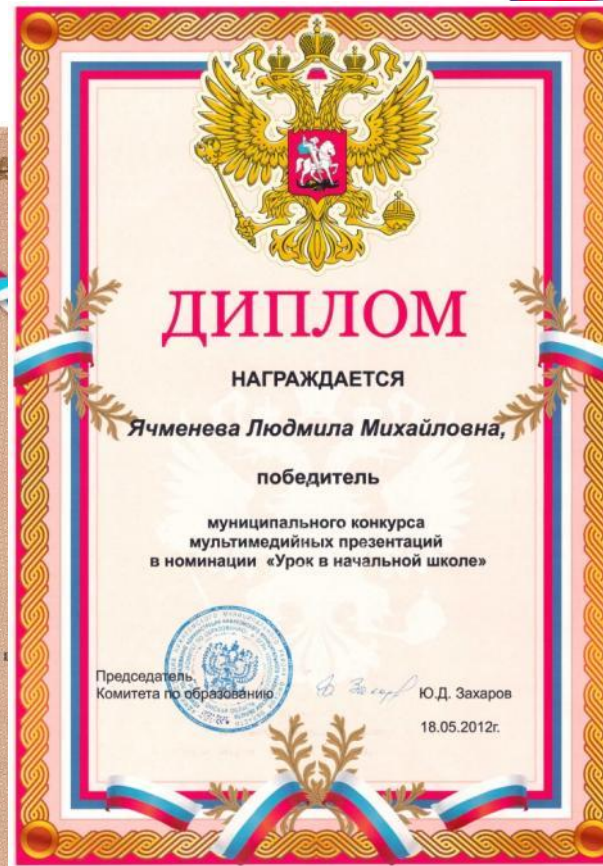 ДИПЛОМ
НАГРАЖДАЕТСЯ
Ячменева Людмила Михайловна,
победитель
муниципального конкурса
мультимедийных презентаций
в номинации «Урок в начальной школе»
Председатель
Комитета по образованию
Ю.Д. Захаров
18.05.2012г.